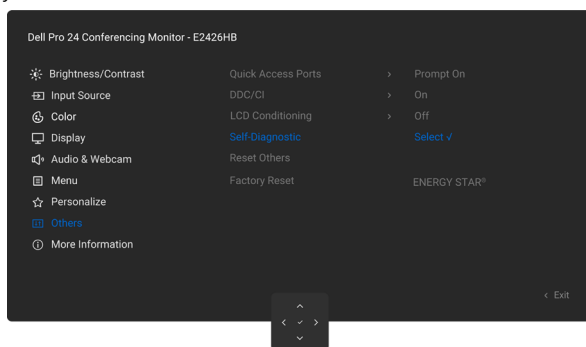 Dell Pro 24 Conferencing Monitor - E2426HB
Brightness/Contrast
Input Source
Color
Display
Audio & Webcam
Menu
Personalize
Others
More Information
Quick Access Ports > Prompt On
DDC/CI > On
LCD Conditioning > Off
Self-Diagnostic Select ✓
Reset Others
Factory Reset ENERGY STAR®
< Exit